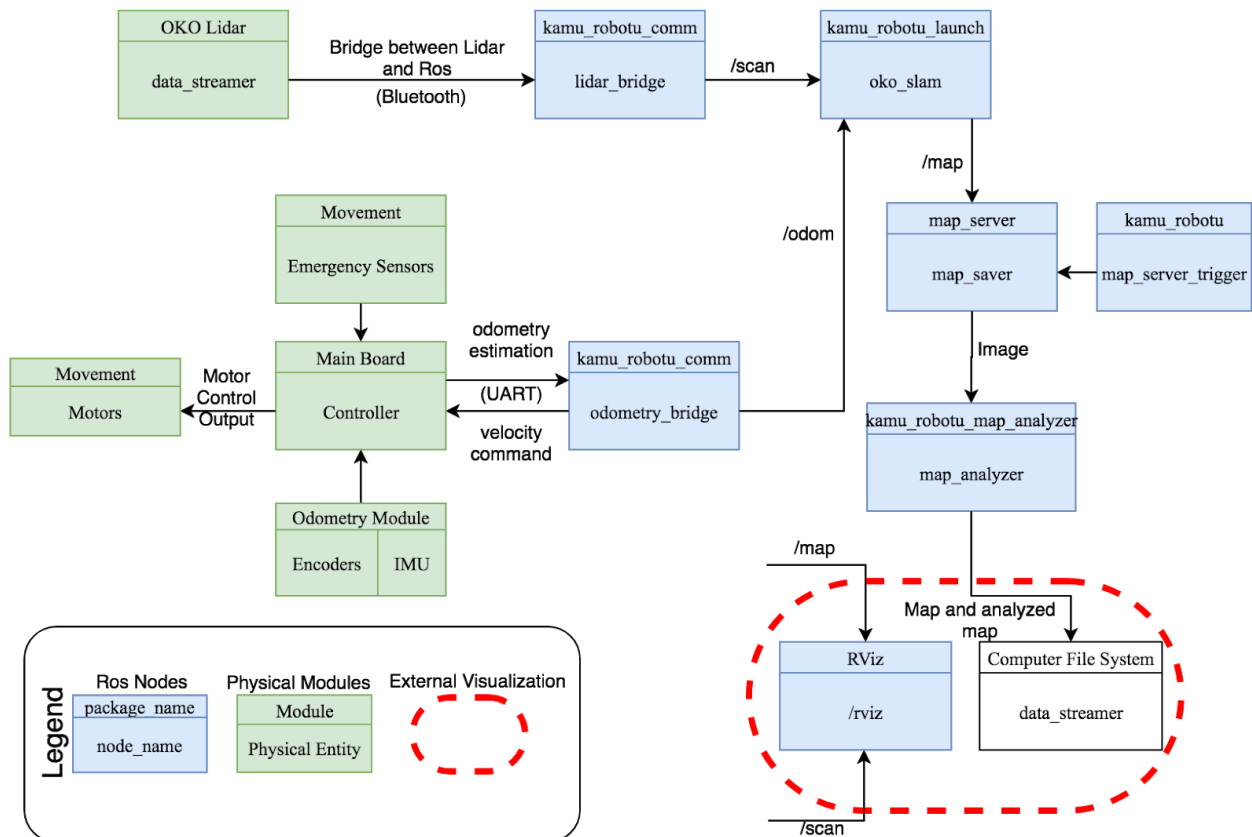 OKO Lidar
data_streamer
Bridge between Lidar
and Ros
(Bluetooth)
kamu_robotu_comm
lidar_bridge
/scan
kamu_robotu_launch
oko_slam
/map
/odom
map_server
map_saver
kamu_robotu
map_server_trigger
Image
kamu_robotu_map_analyzer
map_analyzer
Movement
Emergency Sensors
Main Board
Controller
Movement
Motors
Motor
Control
Output
odometry
estimation
(UART)
velocity
command
kamu_robotu_comm
odometry_bridge
Odometry Module
Encoders
IMU
/map
Map and analyzed
map
RViz
/rviz
Computer File System
data_streamer
/scan
Legend
Ros Nodes
package_name
node_name
Physical Modules
Module
Physical Entity
External Visualization